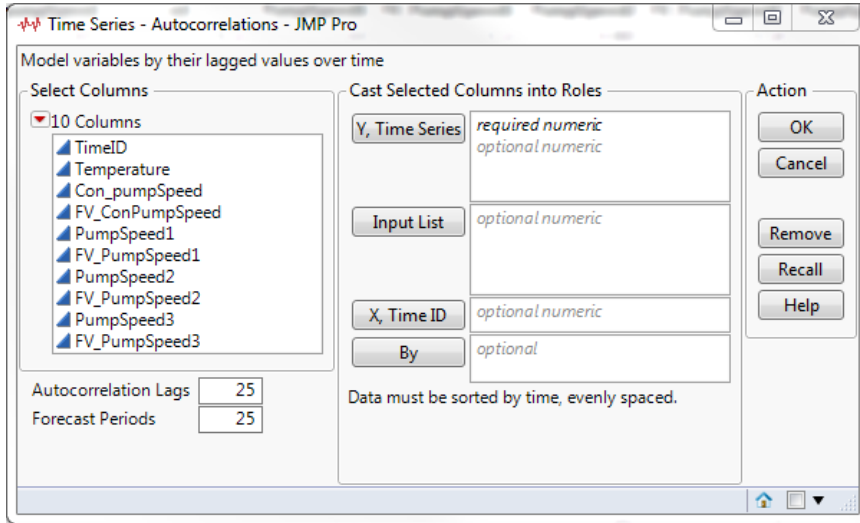 Time Series - Autocorrelations - JMP Pro
Model variables by their lagged values over time
Select Columns
10 Columns
TimeID
Temperature
Con_pumpSpeed
FV_ConPumpSpeed
PumpSpeed1
FV_PumpSpeed1
PumpSpeed2
FV_PumpSpeed2
PumpSpeed3
FV_PumpSpeed3
Autocorrelation Lags 25
Forecast Periods 25
Cast Selected Columns into Roles
Y, Time Series required numeric
optional numeric
Input List optional numeric
X, Time ID optional numeric
By optional
Data must be sorted by time, evenly spaced.
Action
OK
Cancel
Remove
Recall
Help